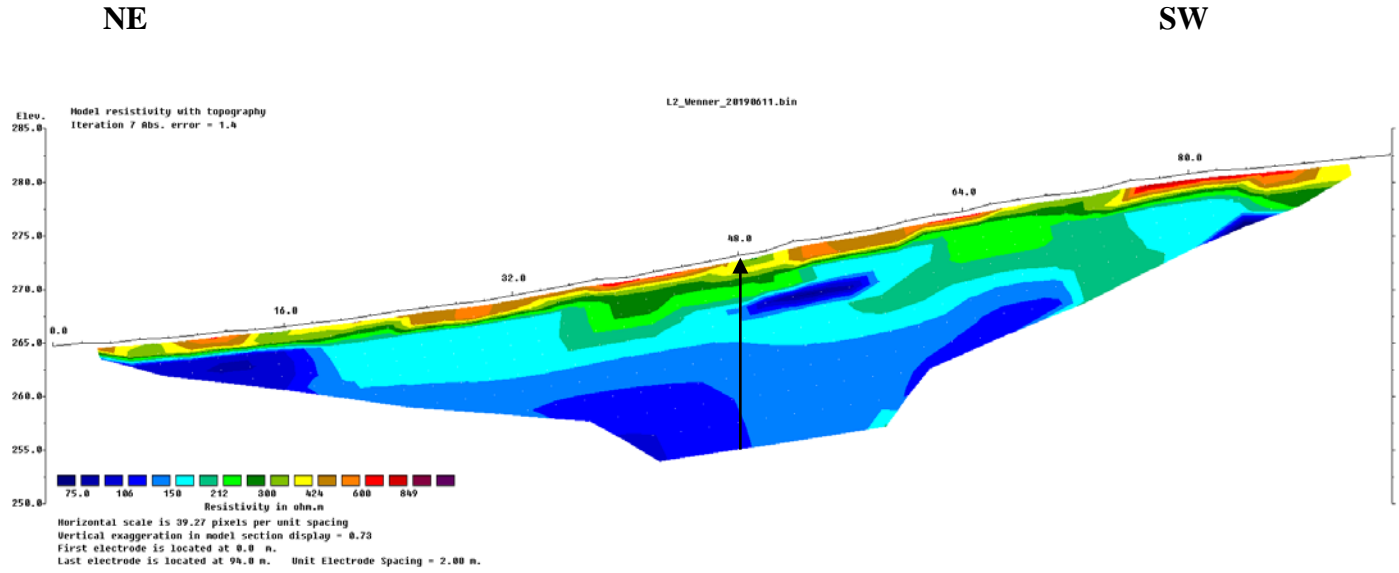 NE SW
L2_Wenner_20190611.bin
Model resistivity with topography
Elev. Iteration 7 Abs. error = 1.4
285.0
280.0
275.0
270.0
265.0
260.0
255.0
250.0
0.0 16.0 32.0 48.0 64.0 80.0
75.0 106 150 212 300 424 600 849
Resistivity in ohm.m
Horizontal scale is 39.27 pixels per unit spacing
Vertical exaggeration in model section display = 0.73
First electrode is located at 0.0 m.
Last electrode is located at 94.0 m. Unit Electrode Spacing = 2.00 m.